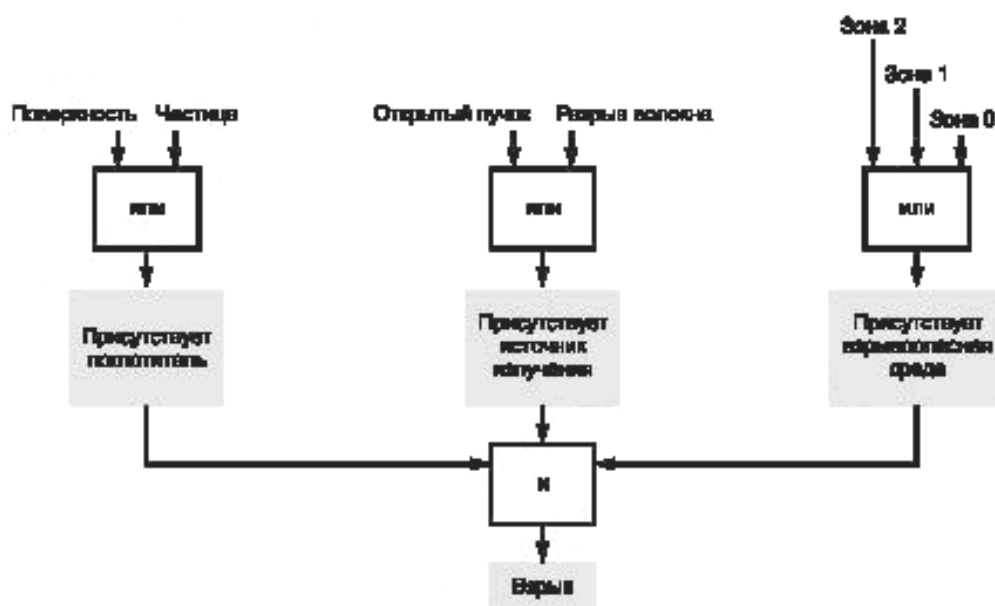 Зона 2
Зона 1
Зона 0
Поверхность Частица
Открытый пучок Разрыв волокна
или
или
или
Присутствует
поглотитель
Присутствует
источник
излучения
Присутствует
взрывоопасная
среда
и
Взрыв